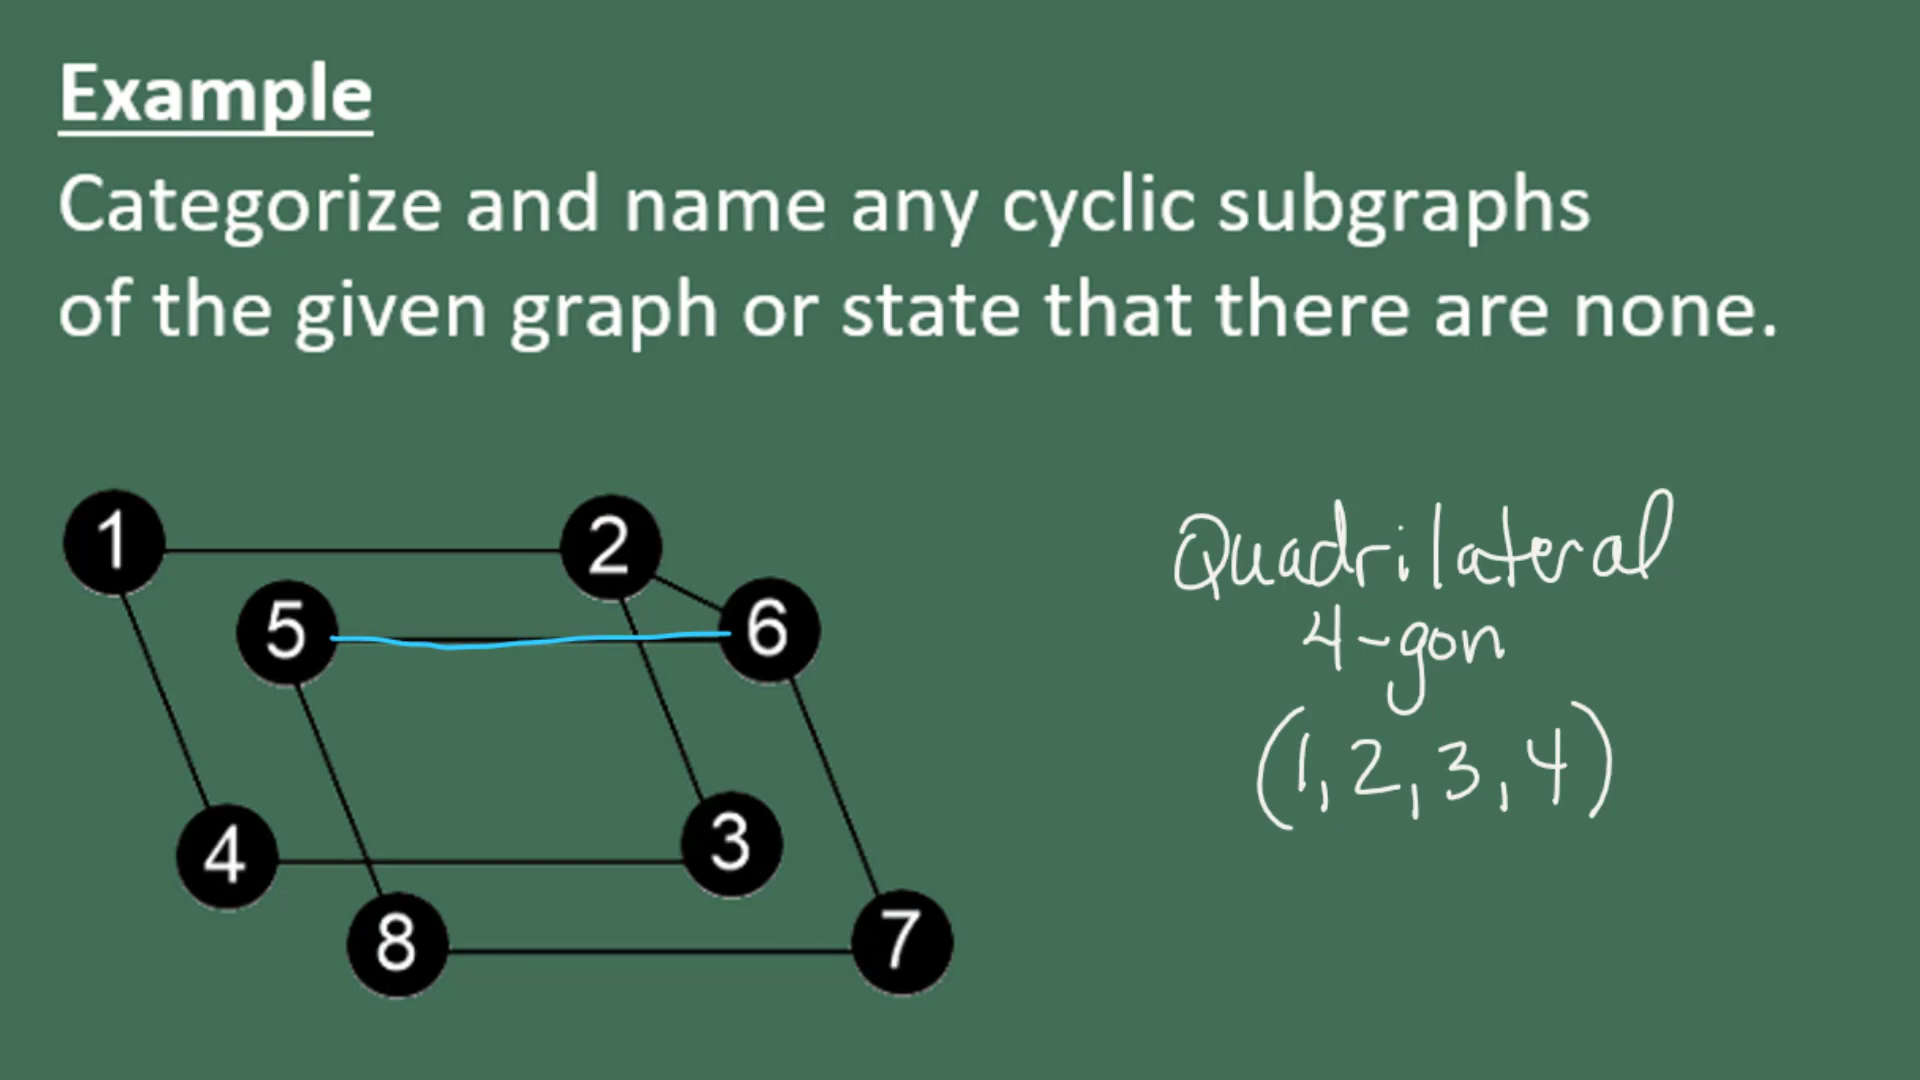 Example
Categorize and name any cyclic subgraphs
of the given graph or state that there are none.
1
2
5
6
4
3
8
7
Quadrilateral
4-gon
(1,2,3,4)